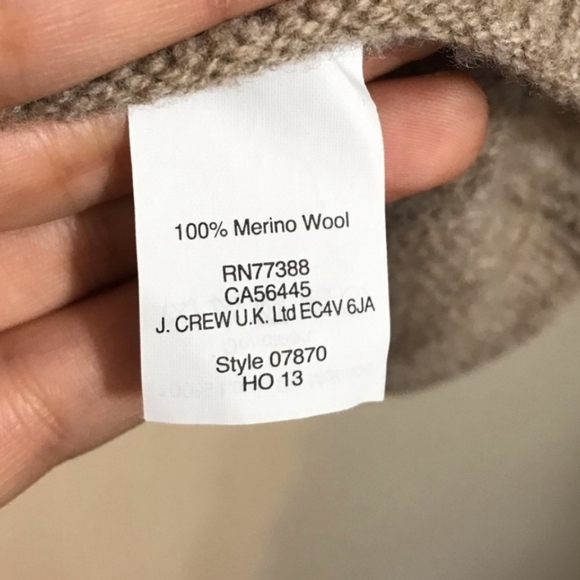 100% Merino Wool
RN77388
CA56445
J. CREW U.K. Ltd EC4V 6JA
Style 07870
HO 13